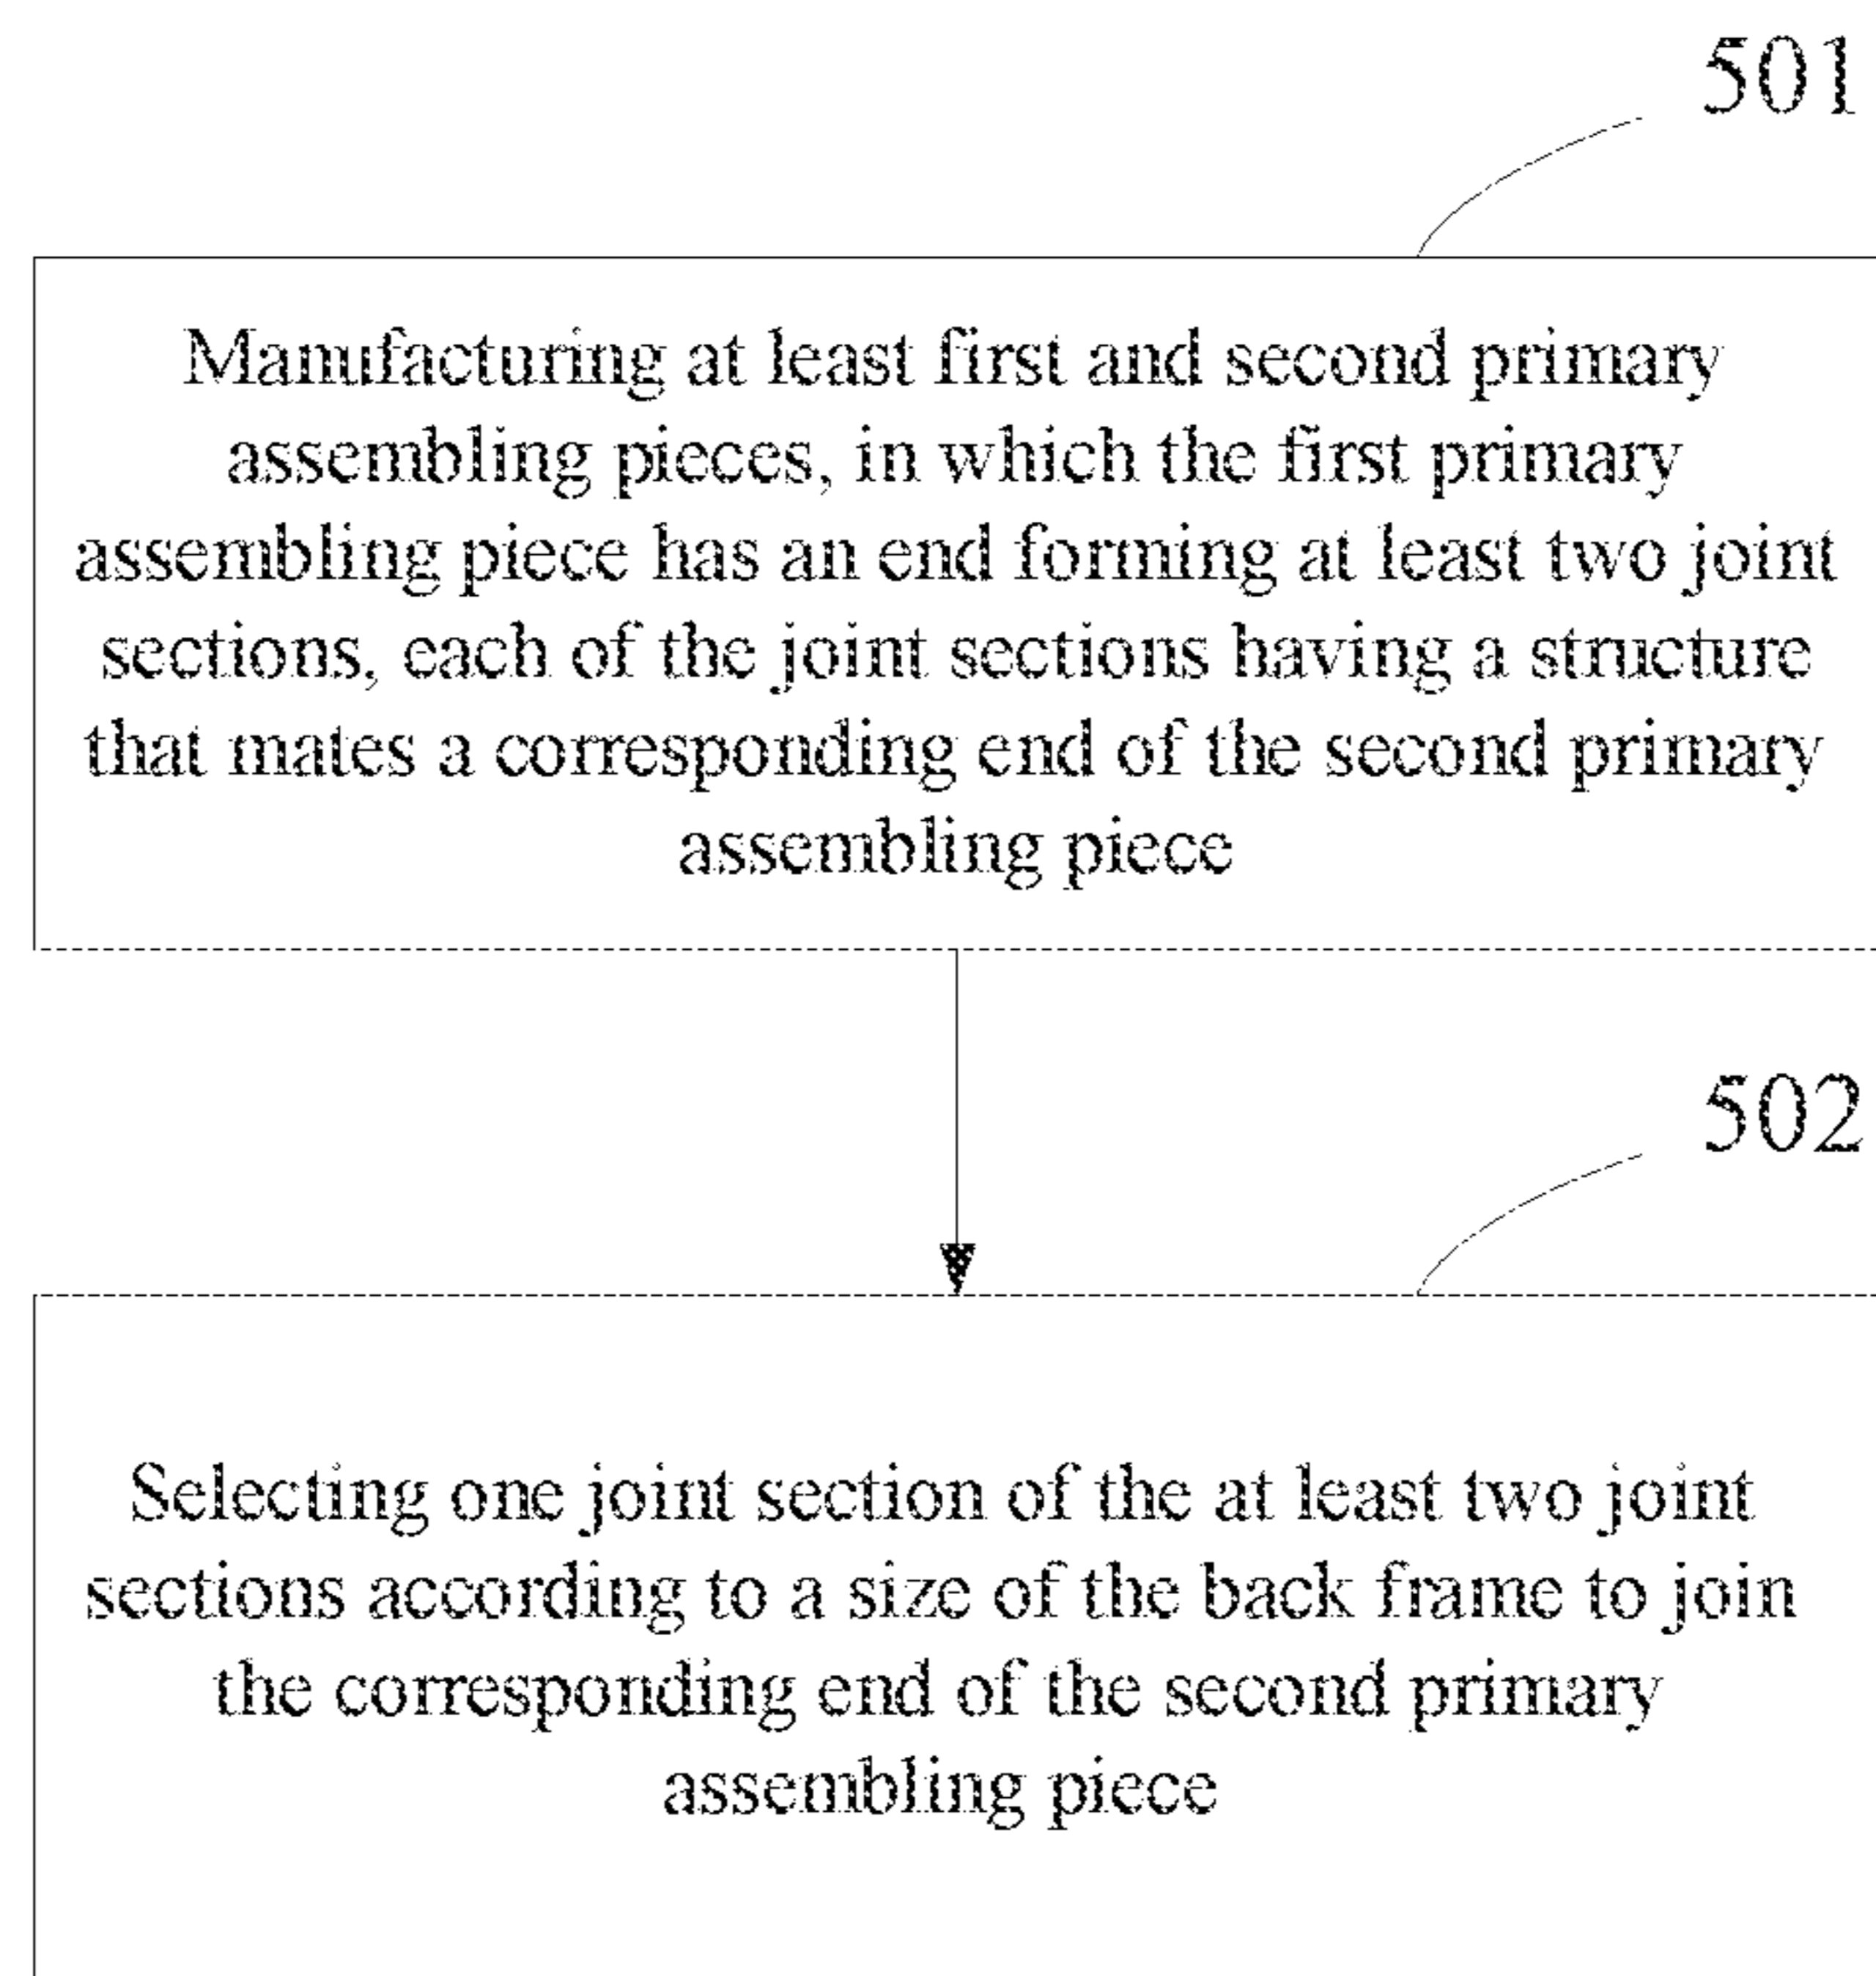 501
Manufacturing at least first and second primary
assembling pieces, in which the first primary
assembling piece has an end forming at least two joint
sections, each of the joint sections having a structure
that mates a corresponding end of the second primary
assembling piece
502
Selecting one joint section of the at least two joint
sections according to a size of the back frame to join
the corresponding end of the second primary
assembling piece